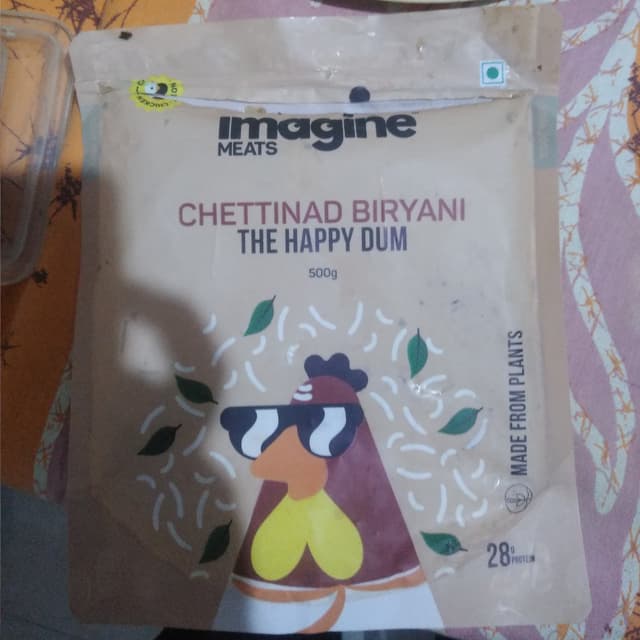 imagine
MEATS
CHETTINAD BIRYANI
THE HAPPY DUM
500g
MADE FROM PLANTS
28g
PROTEIN